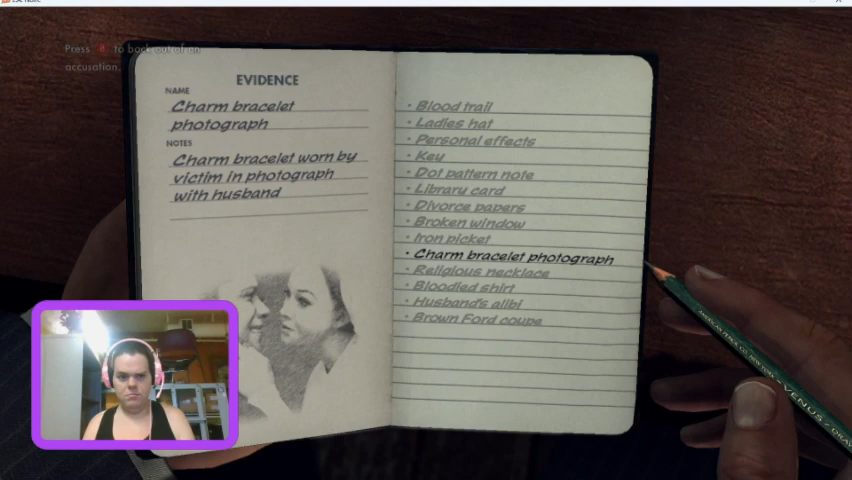 L.A. Noire
Press B to back out of an
accusation.
EVIDENCE
NAME
Charm bracelet
photograph
NOTES
Charm bracelet worn by
victim in photograph
with husband
• Blood trail
• Ladies hat
• Personal effects
• Key
• Dot pattern note
• Library card
• Divorce papers
• Broken window
• Iron picket
• Charm bracelet photograph
• Religious necklace
• Bloodied shirt
• Husband's alibi
• Brown Ford coupe
VENUS